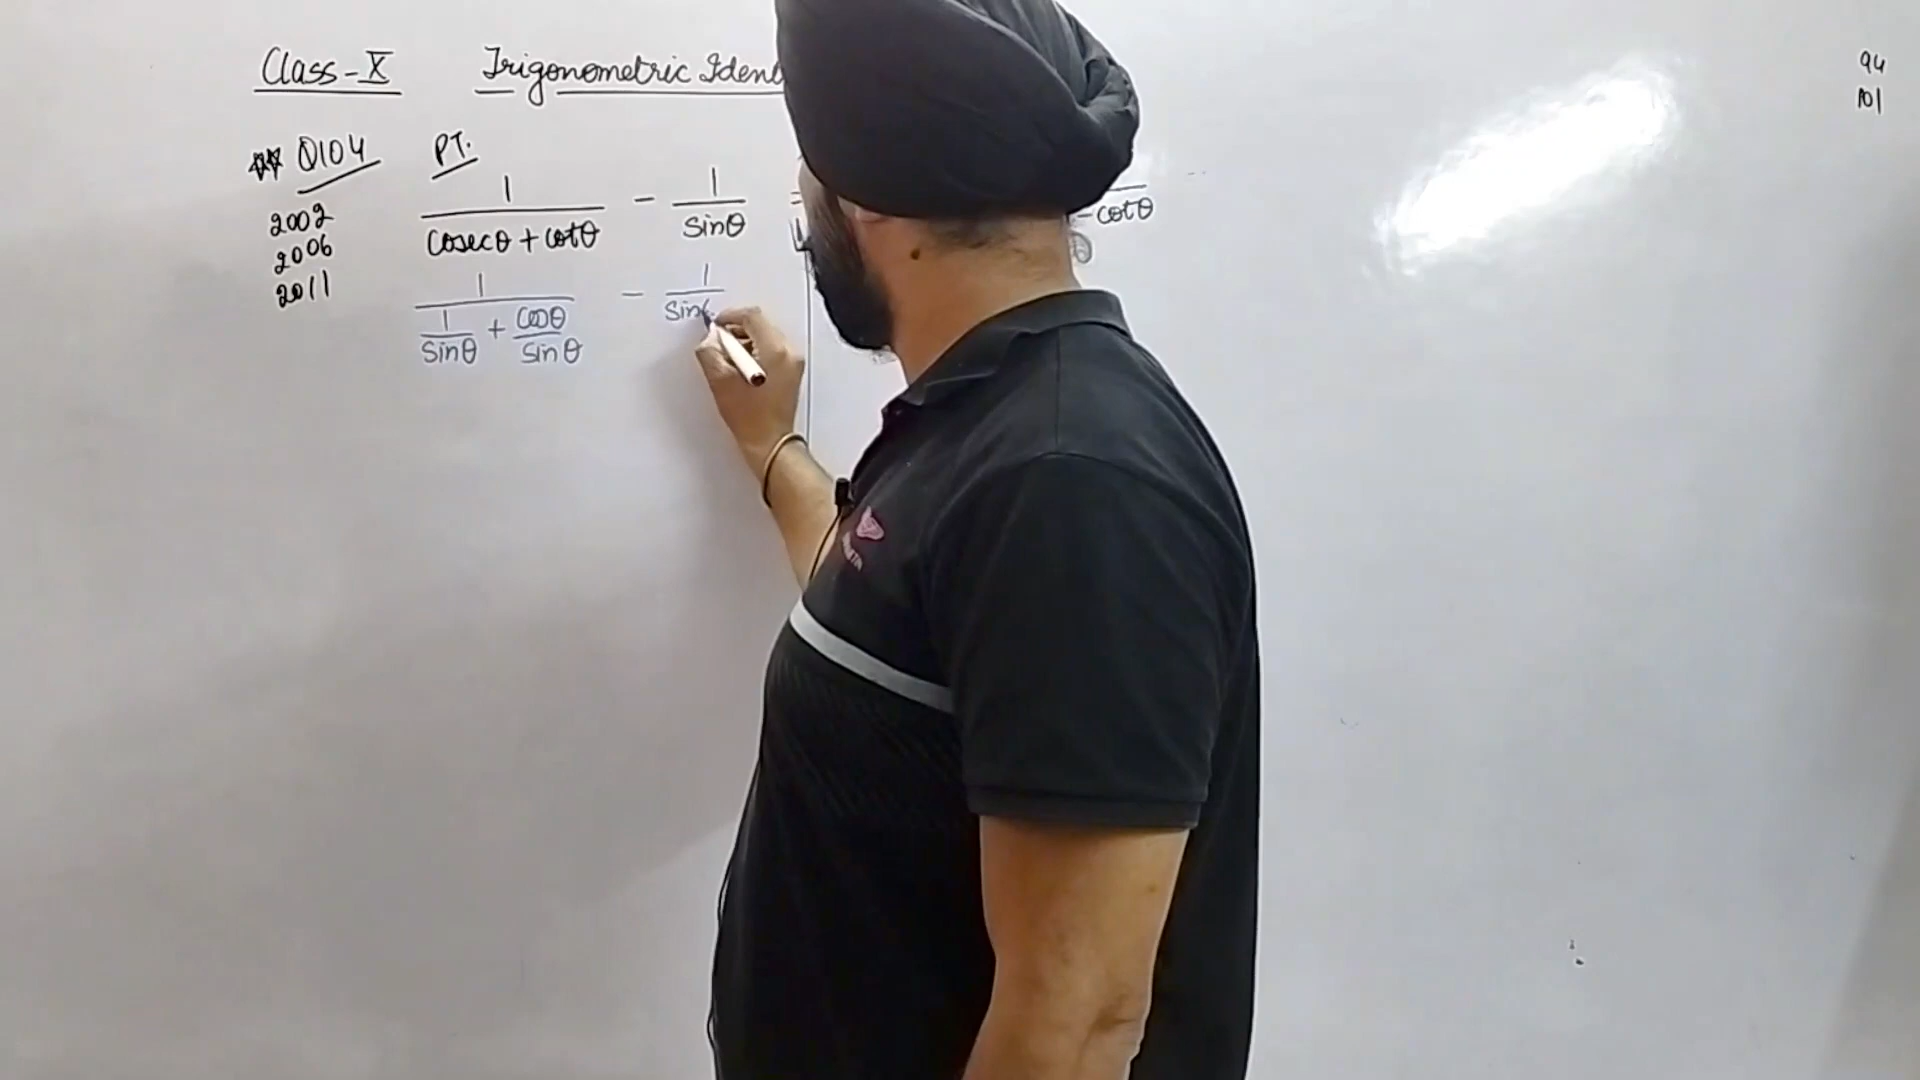 Class-X Trigonometric
94
101
Q104 PT.
2002
2006
2011
1/(cosecθ + cotθ) - 1/sinθ = -cotθ
1/(1/sinθ + cosθ/sinθ) - 1/sin